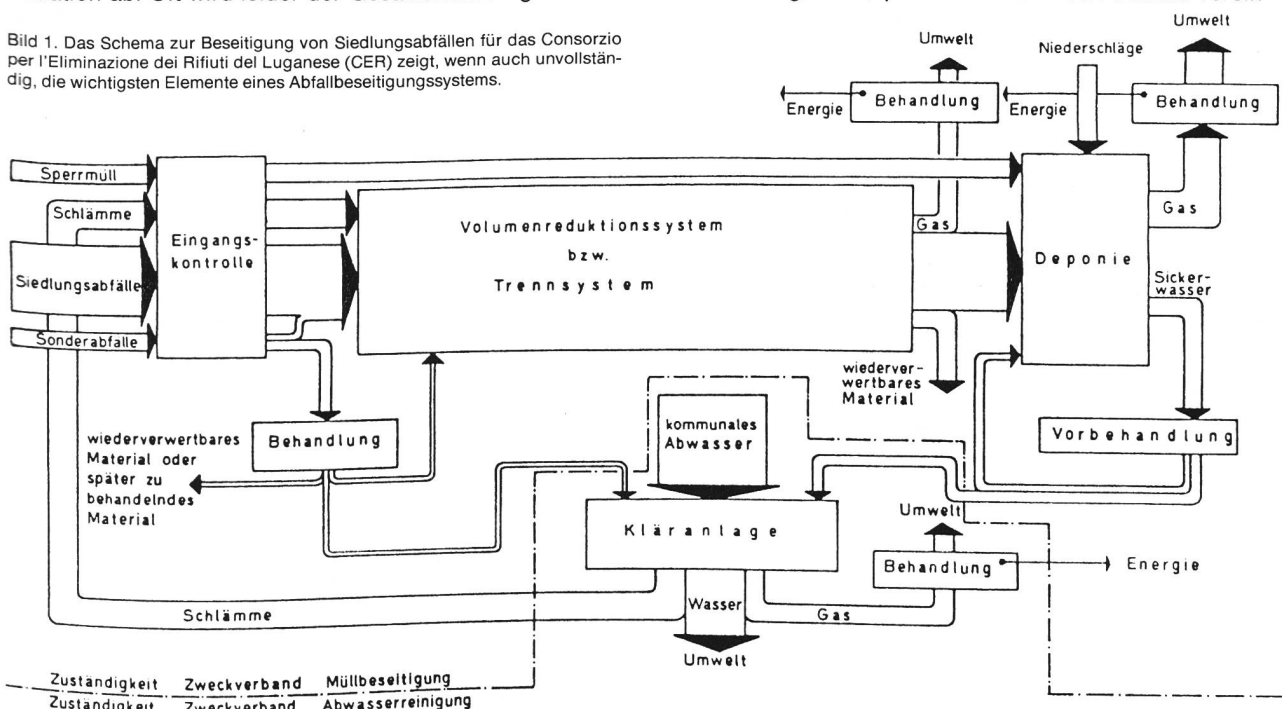 Bild 1. Das Schema zur Beseitigung von Siedlungsabfällen für das Consorzio
per l'Eliminazione dei Rifiuti del Luganese (CER) zeigt, wenn auch unvollstän-
dig, die wichtigsten Elemente eines Abfallbeseitigungssystems.
Umwelt
Niederschläge
Umwelt
Energie
Behandlung
Energie
Behandlung
Sperrmüll
Schlämme
Siedlungsabfälle
Sonderabfälle
Eingangs-
kontrolle
Volumenreduktionssystem
bzw.
Trennsystem
Gas
Deponie
Gas
Sicker-
wasser
wiederver-
wertbares
Material
Vorbehandlung
wiederverwertbares
Material oder
später zu
behandelndes
Material
Behandlung
kommunales
Abwasser
Kläranlage
Umwelt
Behandlung
Energie
Schlämme
Wasser
Gas
Umwelt
Zuständigkeit Zweckverband Müllbeseitigung
Zuständigkeit Zweckverband Abwasserreinigung